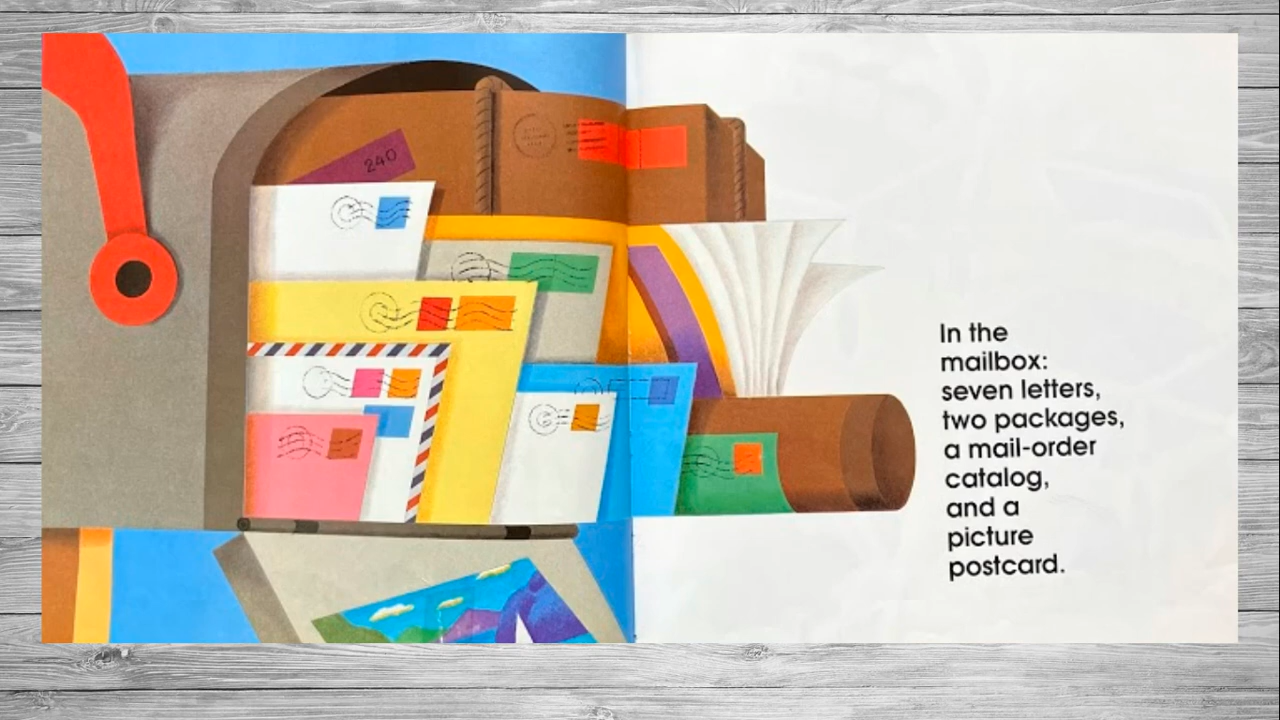 240
In the
mailbox:
seven letters,
two packages,
a mail-order
catalog,
and a
picture
postcard.